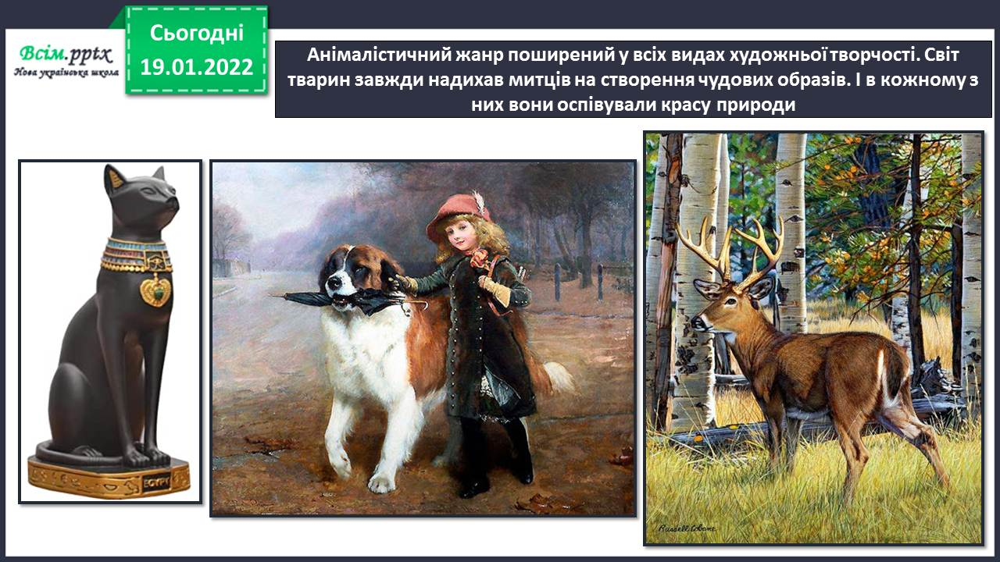 Сьогодні
19.01.2022
Всім.pptx
Нова українська школа
Анімалістичний жанр поширений у всіх видах художньої творчості. Світ
тварин завжди надихав митців на створення чудових образів. І в кожному з
них вони оспівували красу природи
EGYPT
Russell Cobane